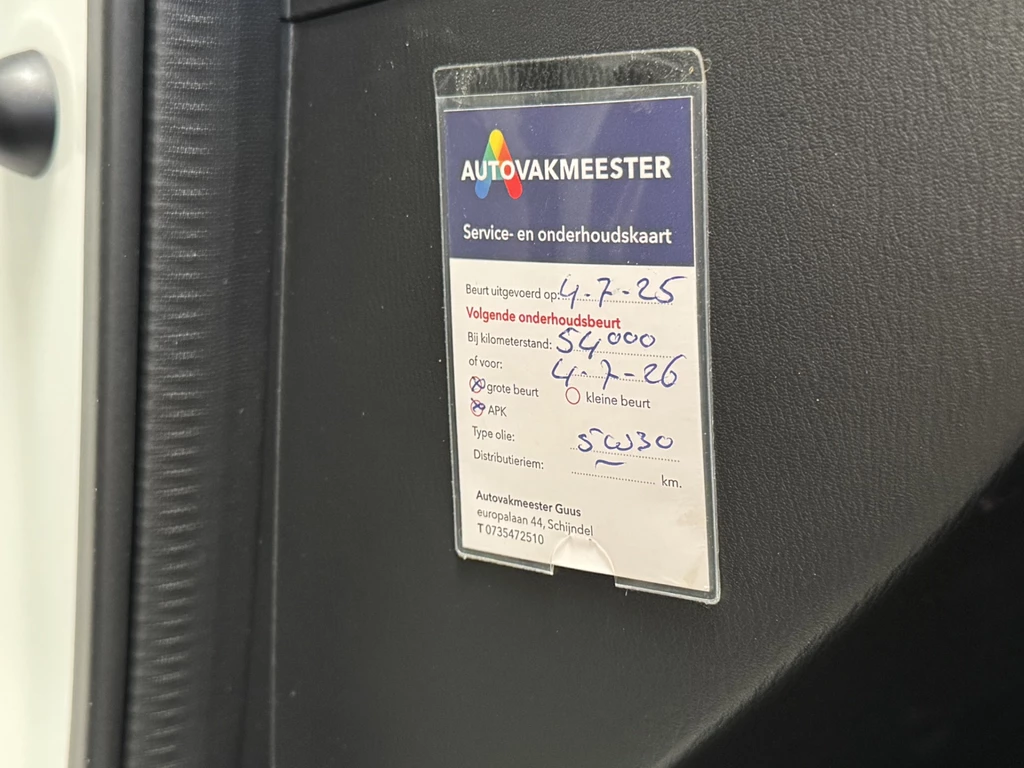 AUTOVAKMEESTER
Service- en onderhoudskaart
Beurt uitgevoerd op: 4-7-25
Volgende onderhoudsbeurt
Bij kilometerstand: 54000
of voor: 4-7-26
grote beurt kleine beurt
APK
Type olie: 5W30
Distributieriem: km.
Autovakmeester Guus
europalaan 44, Schijndel
T 0735472510